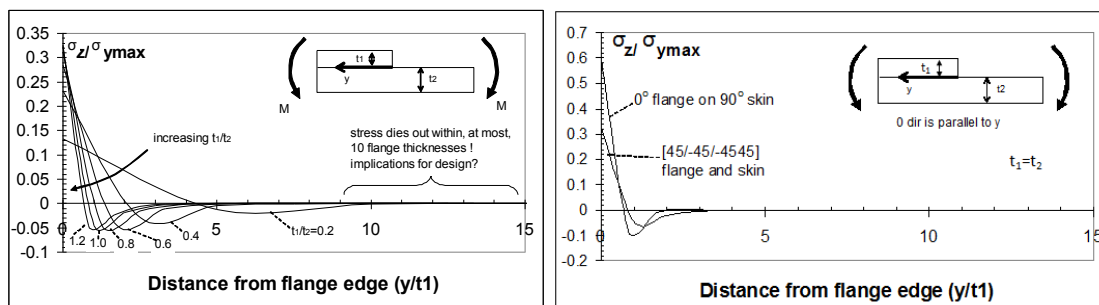 0.35
0.3
0.25
0.2
0.15
0.1
0.05
0
-0.05
-0.1
σz/σymax
increasing t1/t2
t1
t2
y
M
M
stress dies out within, at most,
10 flange thicknesses !
implications for design?
1.2
1.0
0.8
0.6
0.4
t1/t2=0.2
0
5
10
15
Distance from flange edge (y/t1)
0.7
0.6
0.5
0.4
0.3
0.2
0.1
0
-0.1
-0.2
σz/σymax
0° flange on 90° skin
[45/-45/-4545]
flange and skin
t1
t2
y
0 dir is parallel to y
t1=t2
0
5
10
15
Distance from flange edge (y/t1)